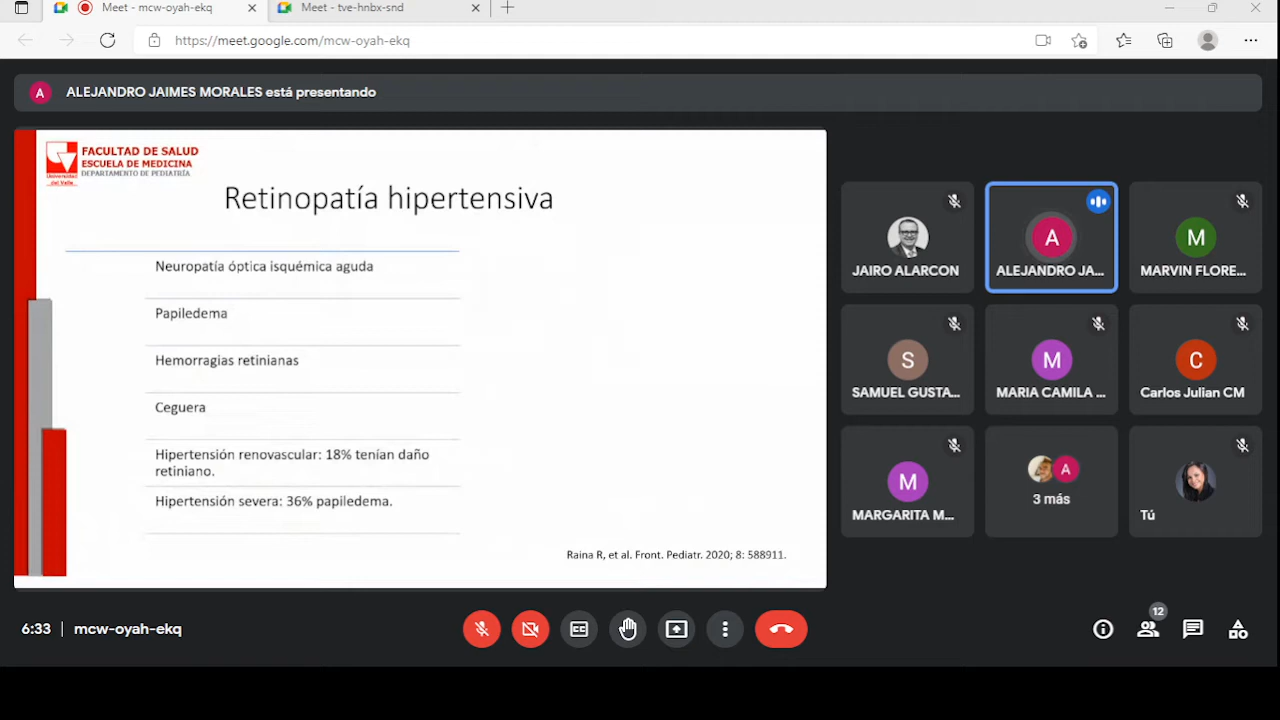 Meet - mcw-oyah-ekq
Meet - tve-hnbx-snd
https://meet.google.com/mcw-oyah-ekq
A
ALEJANDRO JAIMES MORALES está presentando
FACULTAD DE SALUD
ESCUELA DE MEDICINA
DEPARTAMENTO DE PEDIATRÍA
Universidad
del Valle
Retinopatía hipertensiva
Neuropatía óptica isquémica aguda
Papiledema
Hemorragias retinianas
Ceguera
Hipertensión renovascular: 18% tenían daño
retiniano.
Hipertensión severa: 36% papiledema.
Raina R, et al. Front. Pediatr. 2020; 8: 588911.
JAIRO ALARCON
A
ALEJANDRO JA...
M
MARVIN FLORE...
S
SAMUEL GUSTA...
M
MARIA CAMILA ...
C
Carlos Julian CM
M
MARGARITA M...
A
3 más
Tú
6:33
mcw-oyah-ekq
CC
12